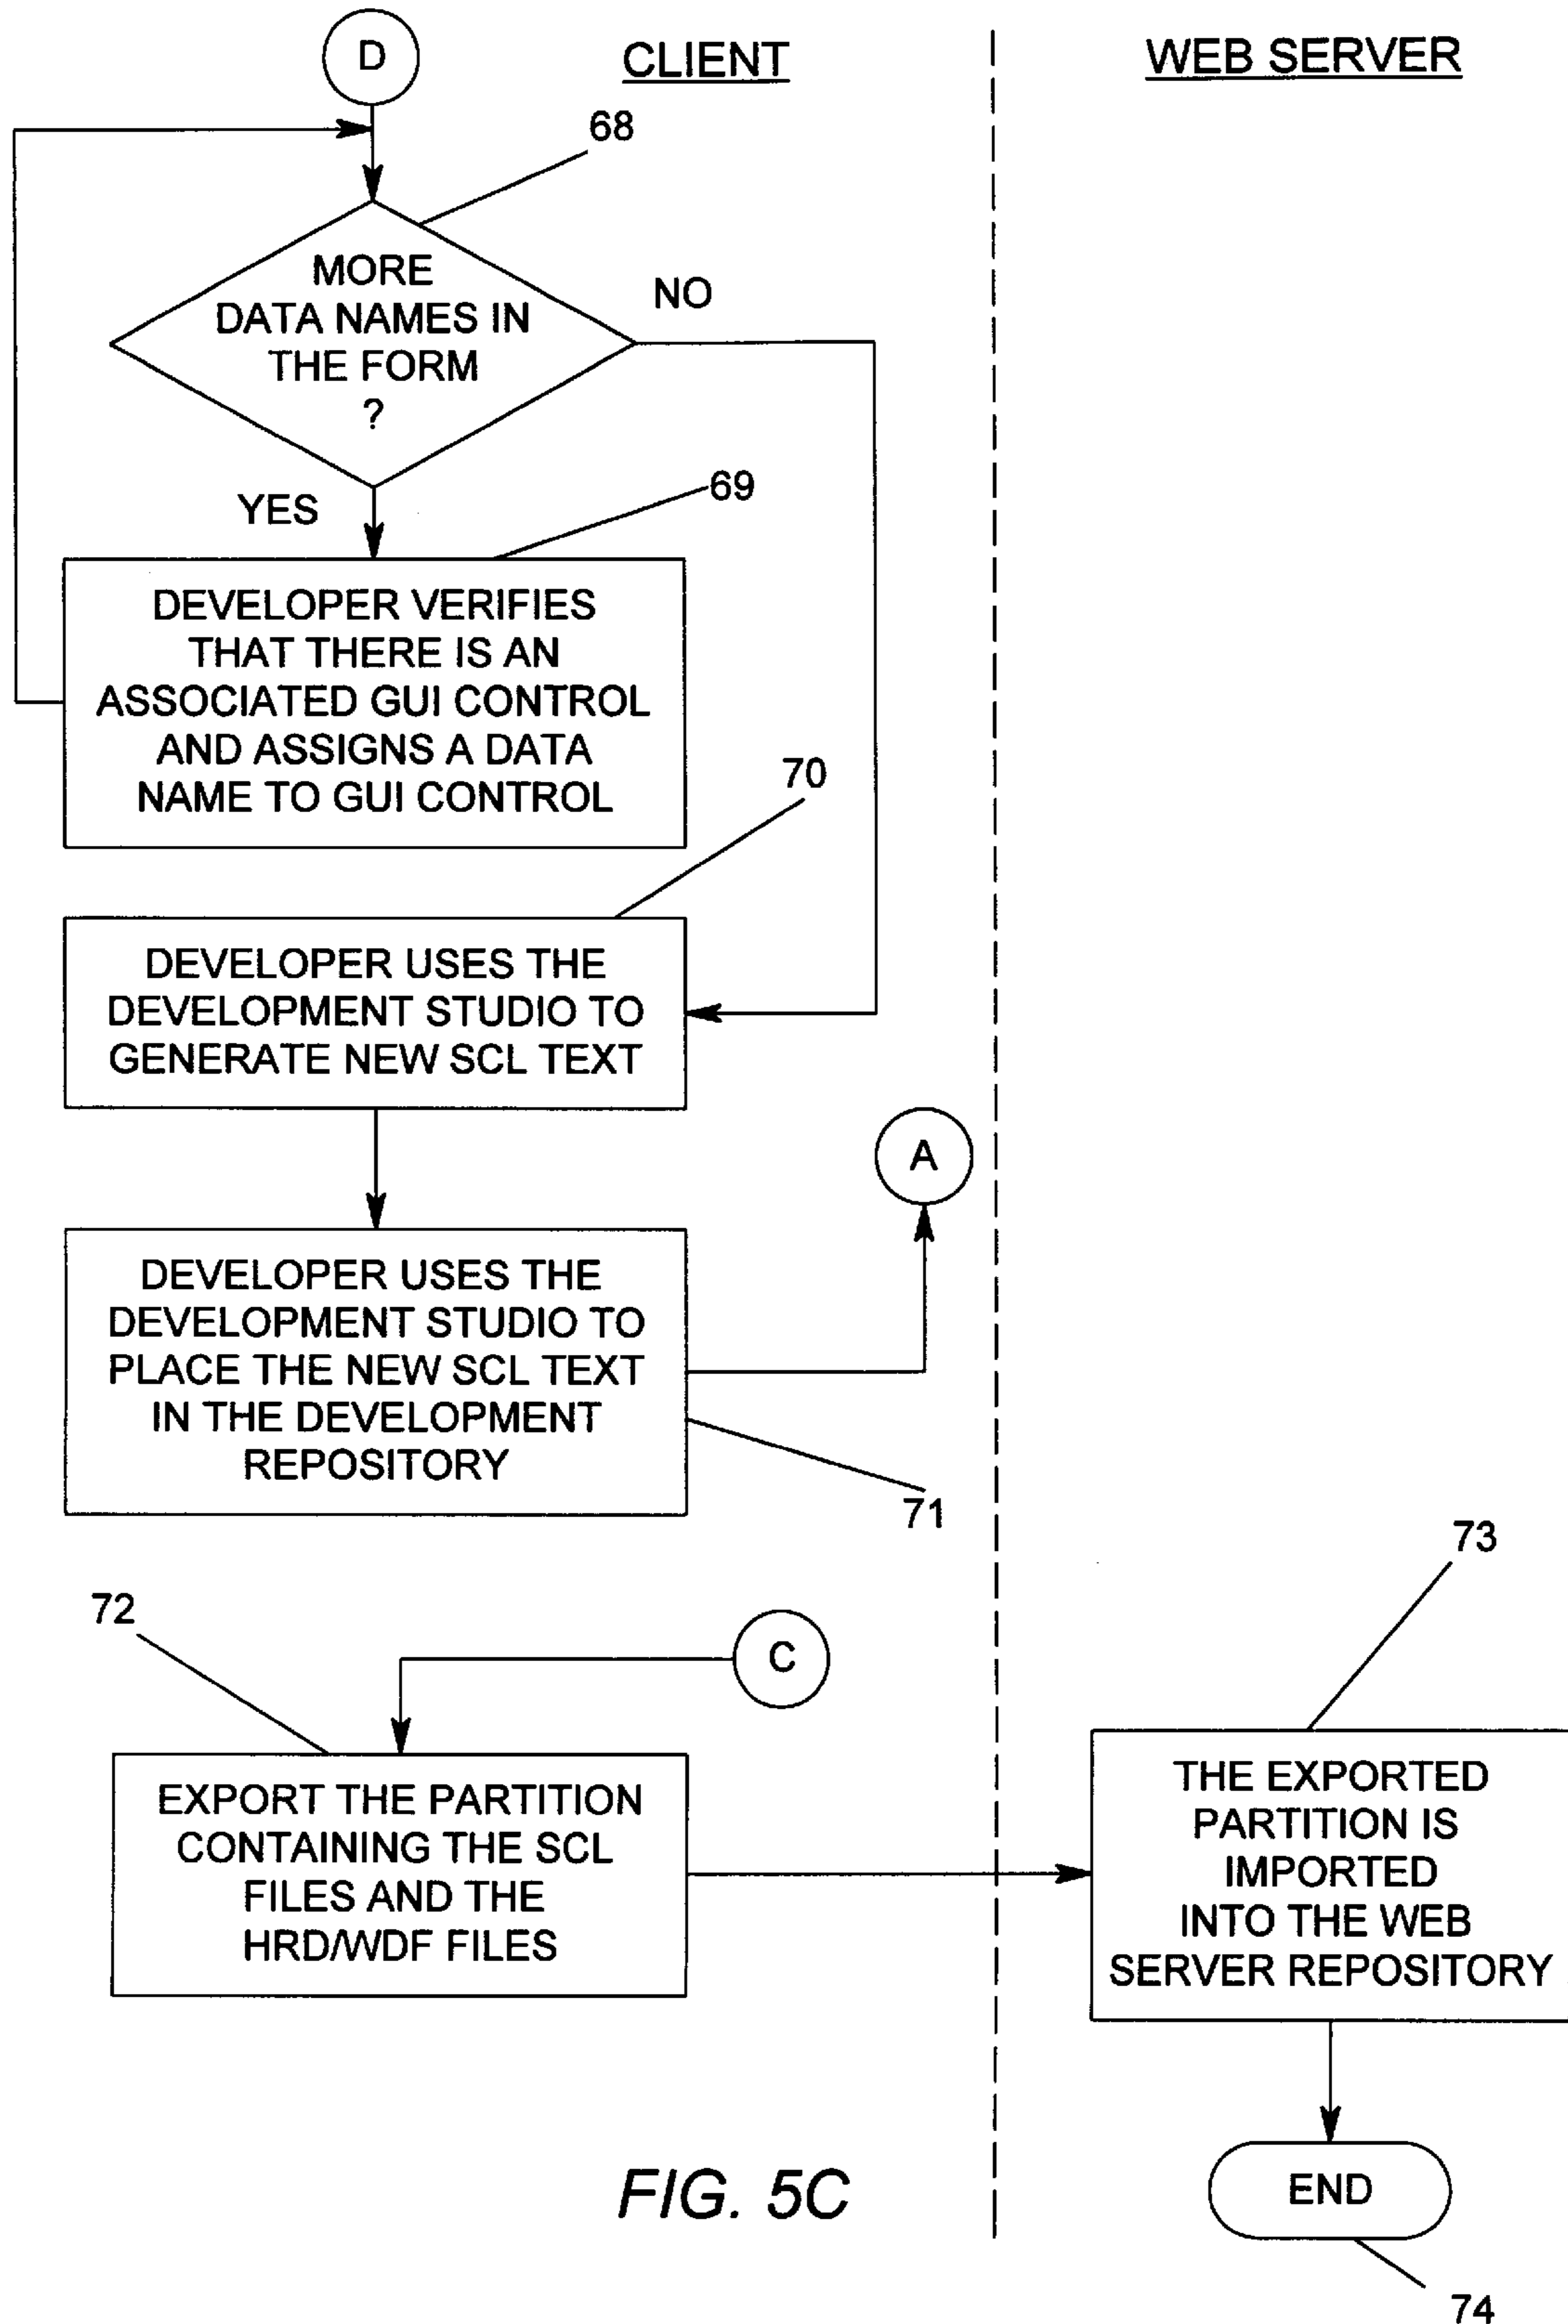 D
CLIENT
WEB SERVER
68
MORE
DATA NAMES IN
THE FORM
?
NO
YES
69
DEVELOPER VERIFIES
THAT THERE IS AN
ASSOCIATED GUI CONTROL
AND ASSIGNS A DATA
NAME TO GUI CONTROL
70
DEVELOPER USES THE
DEVELOPMENT STUDIO TO
GENERATE NEW SCL TEXT
A
DEVELOPER USES THE
DEVELOPMENT STUDIO TO
PLACE THE NEW SCL TEXT
IN THE DEVELOPMENT
REPOSITORY
71
72
C
EXPORT THE PARTITION
CONTAINING THE SCL
FILES AND THE
HRD/WDF FILES
73
THE EXPORTED
PARTITION IS
IMPORTED
INTO THE WEB
SERVER REPOSITORY
END
74
FIG. 5C